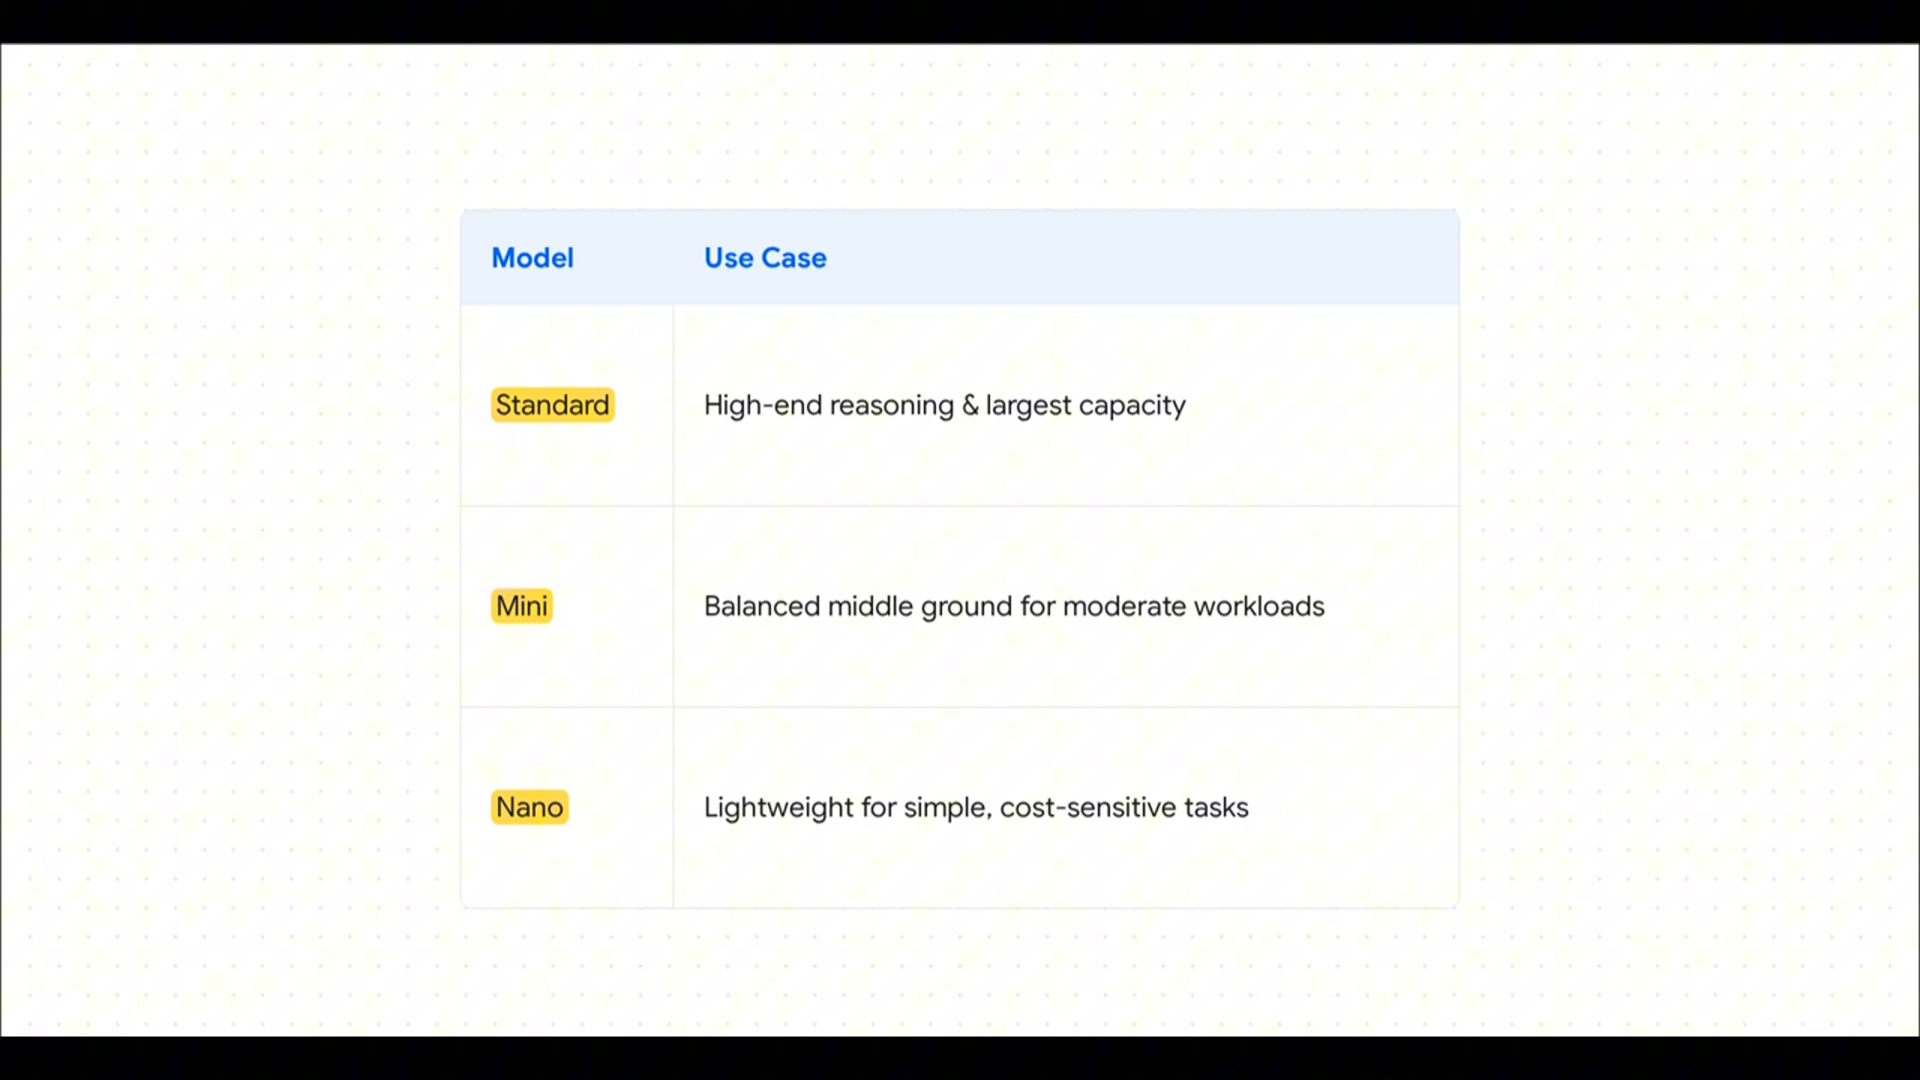 Model Use Case
Standard High-end reasoning & largest capacity
Mini Balanced middle ground for moderate workloads
Nano Lightweight for simple, cost-sensitive tasks